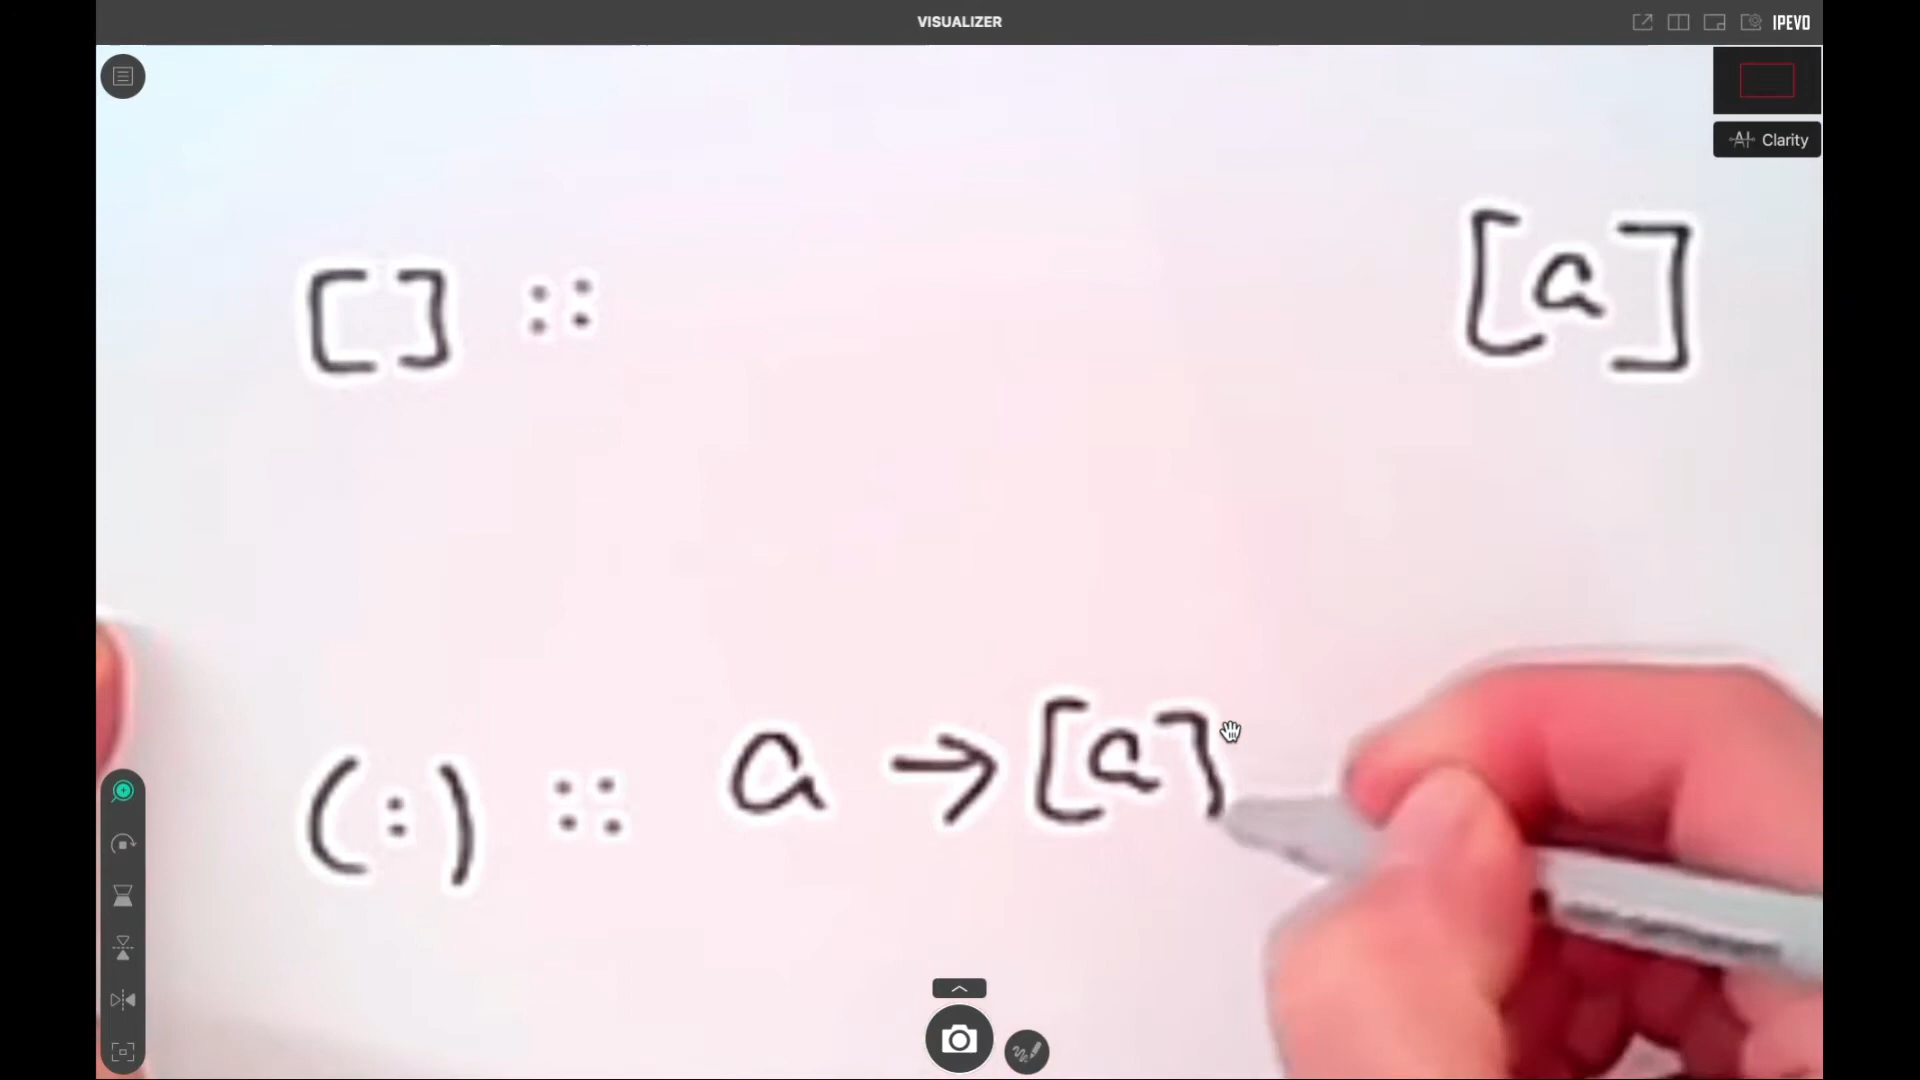 VISUALIZER
IPEVO
Clarity
[] :: [a]
(:) :: a → [a]